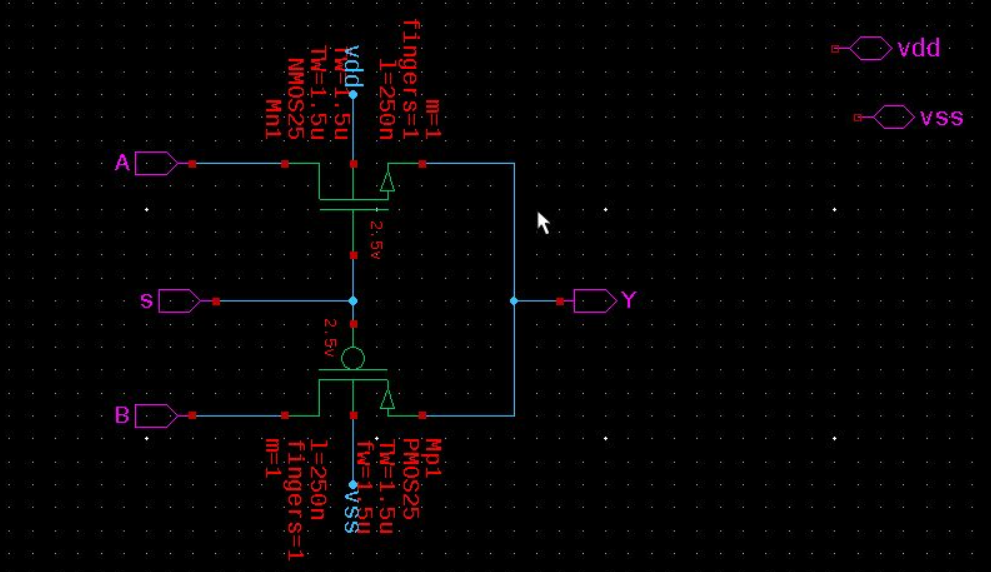 Mn1
NMOS25
TW=1.5u
fw=1.5u
vdd
l=250n
fingers=1
m=1
vdd
vss
A
2.5v
s
Y
2.5v
B
m=1
fingers=1
l=250n
vss
fw=1.5u
TW=1.5u
PMOS25
Mp1